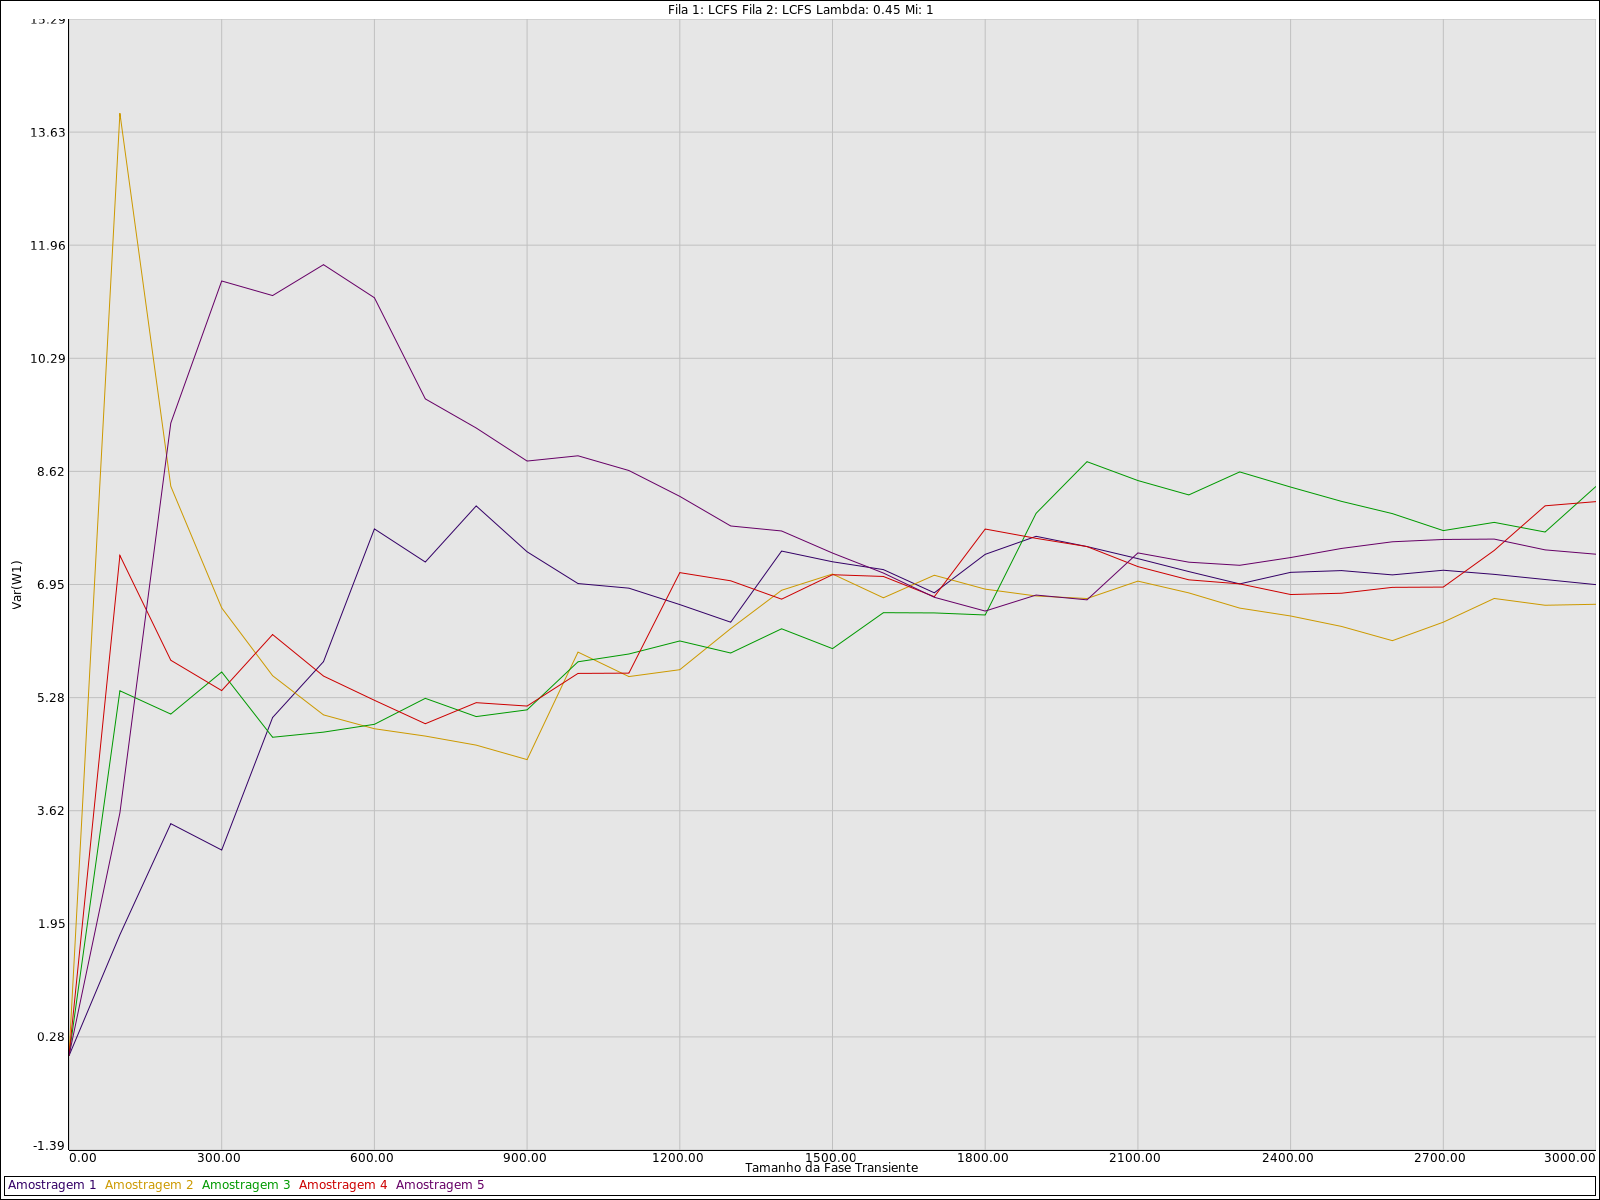 Fila 1: LCFS Fila 2: LCFS Lambda: 0.45 Mi: 1
15.29
13.63
11.96
10.29
8.62
6.95
5.28
3.62
1.95
0.28
-1.39
Var(W1)
0.00 300.00 600.00 900.00 1200.00 1500.00 1800.00 2100.00 2400.00 2700.00 3000.00
Tamanho da Fase Transiente
Amostragem 1 Amostragem 2 Amostragem 3 Amostragem 4 Amostragem 5